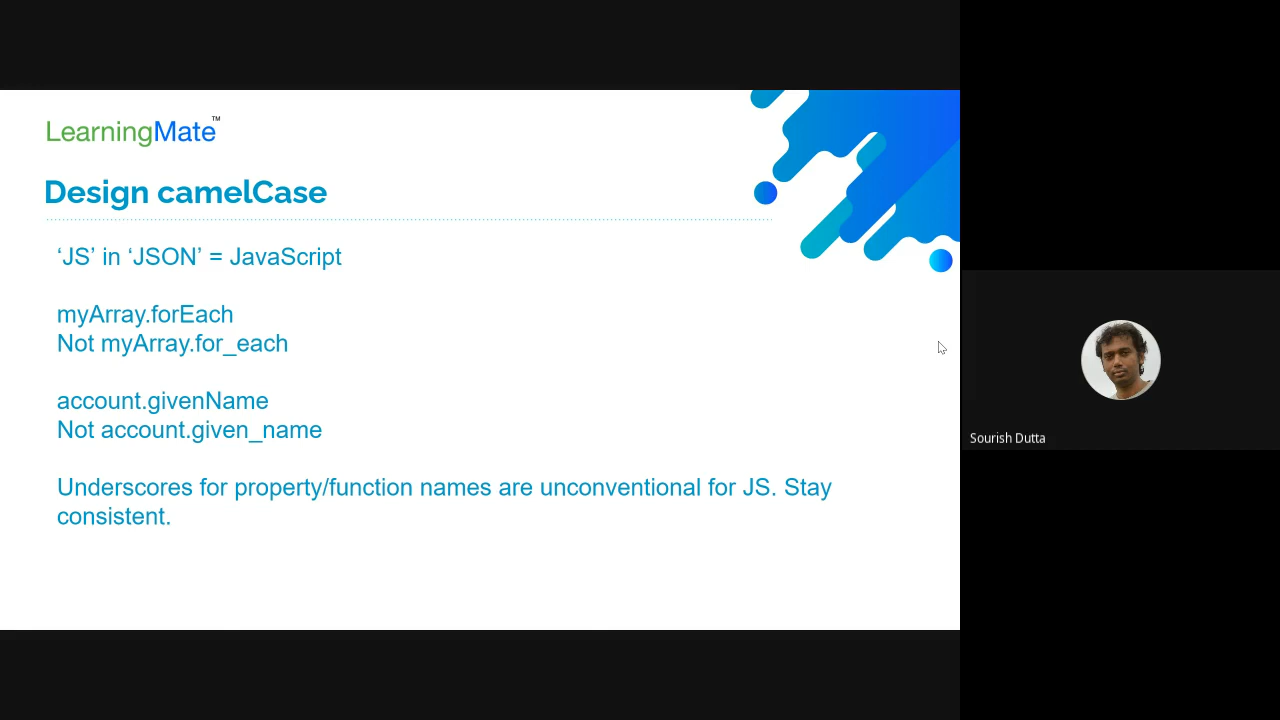 LearningMate™
Design camelCase
‘JS’ in ‘JSON’ = JavaScript
myArray.forEach
Not myArray.for_each
account.givenName
Not account.given_name
Underscores for property/function names are unconventional for JS. Stay
consistent.
Sourish Dutta